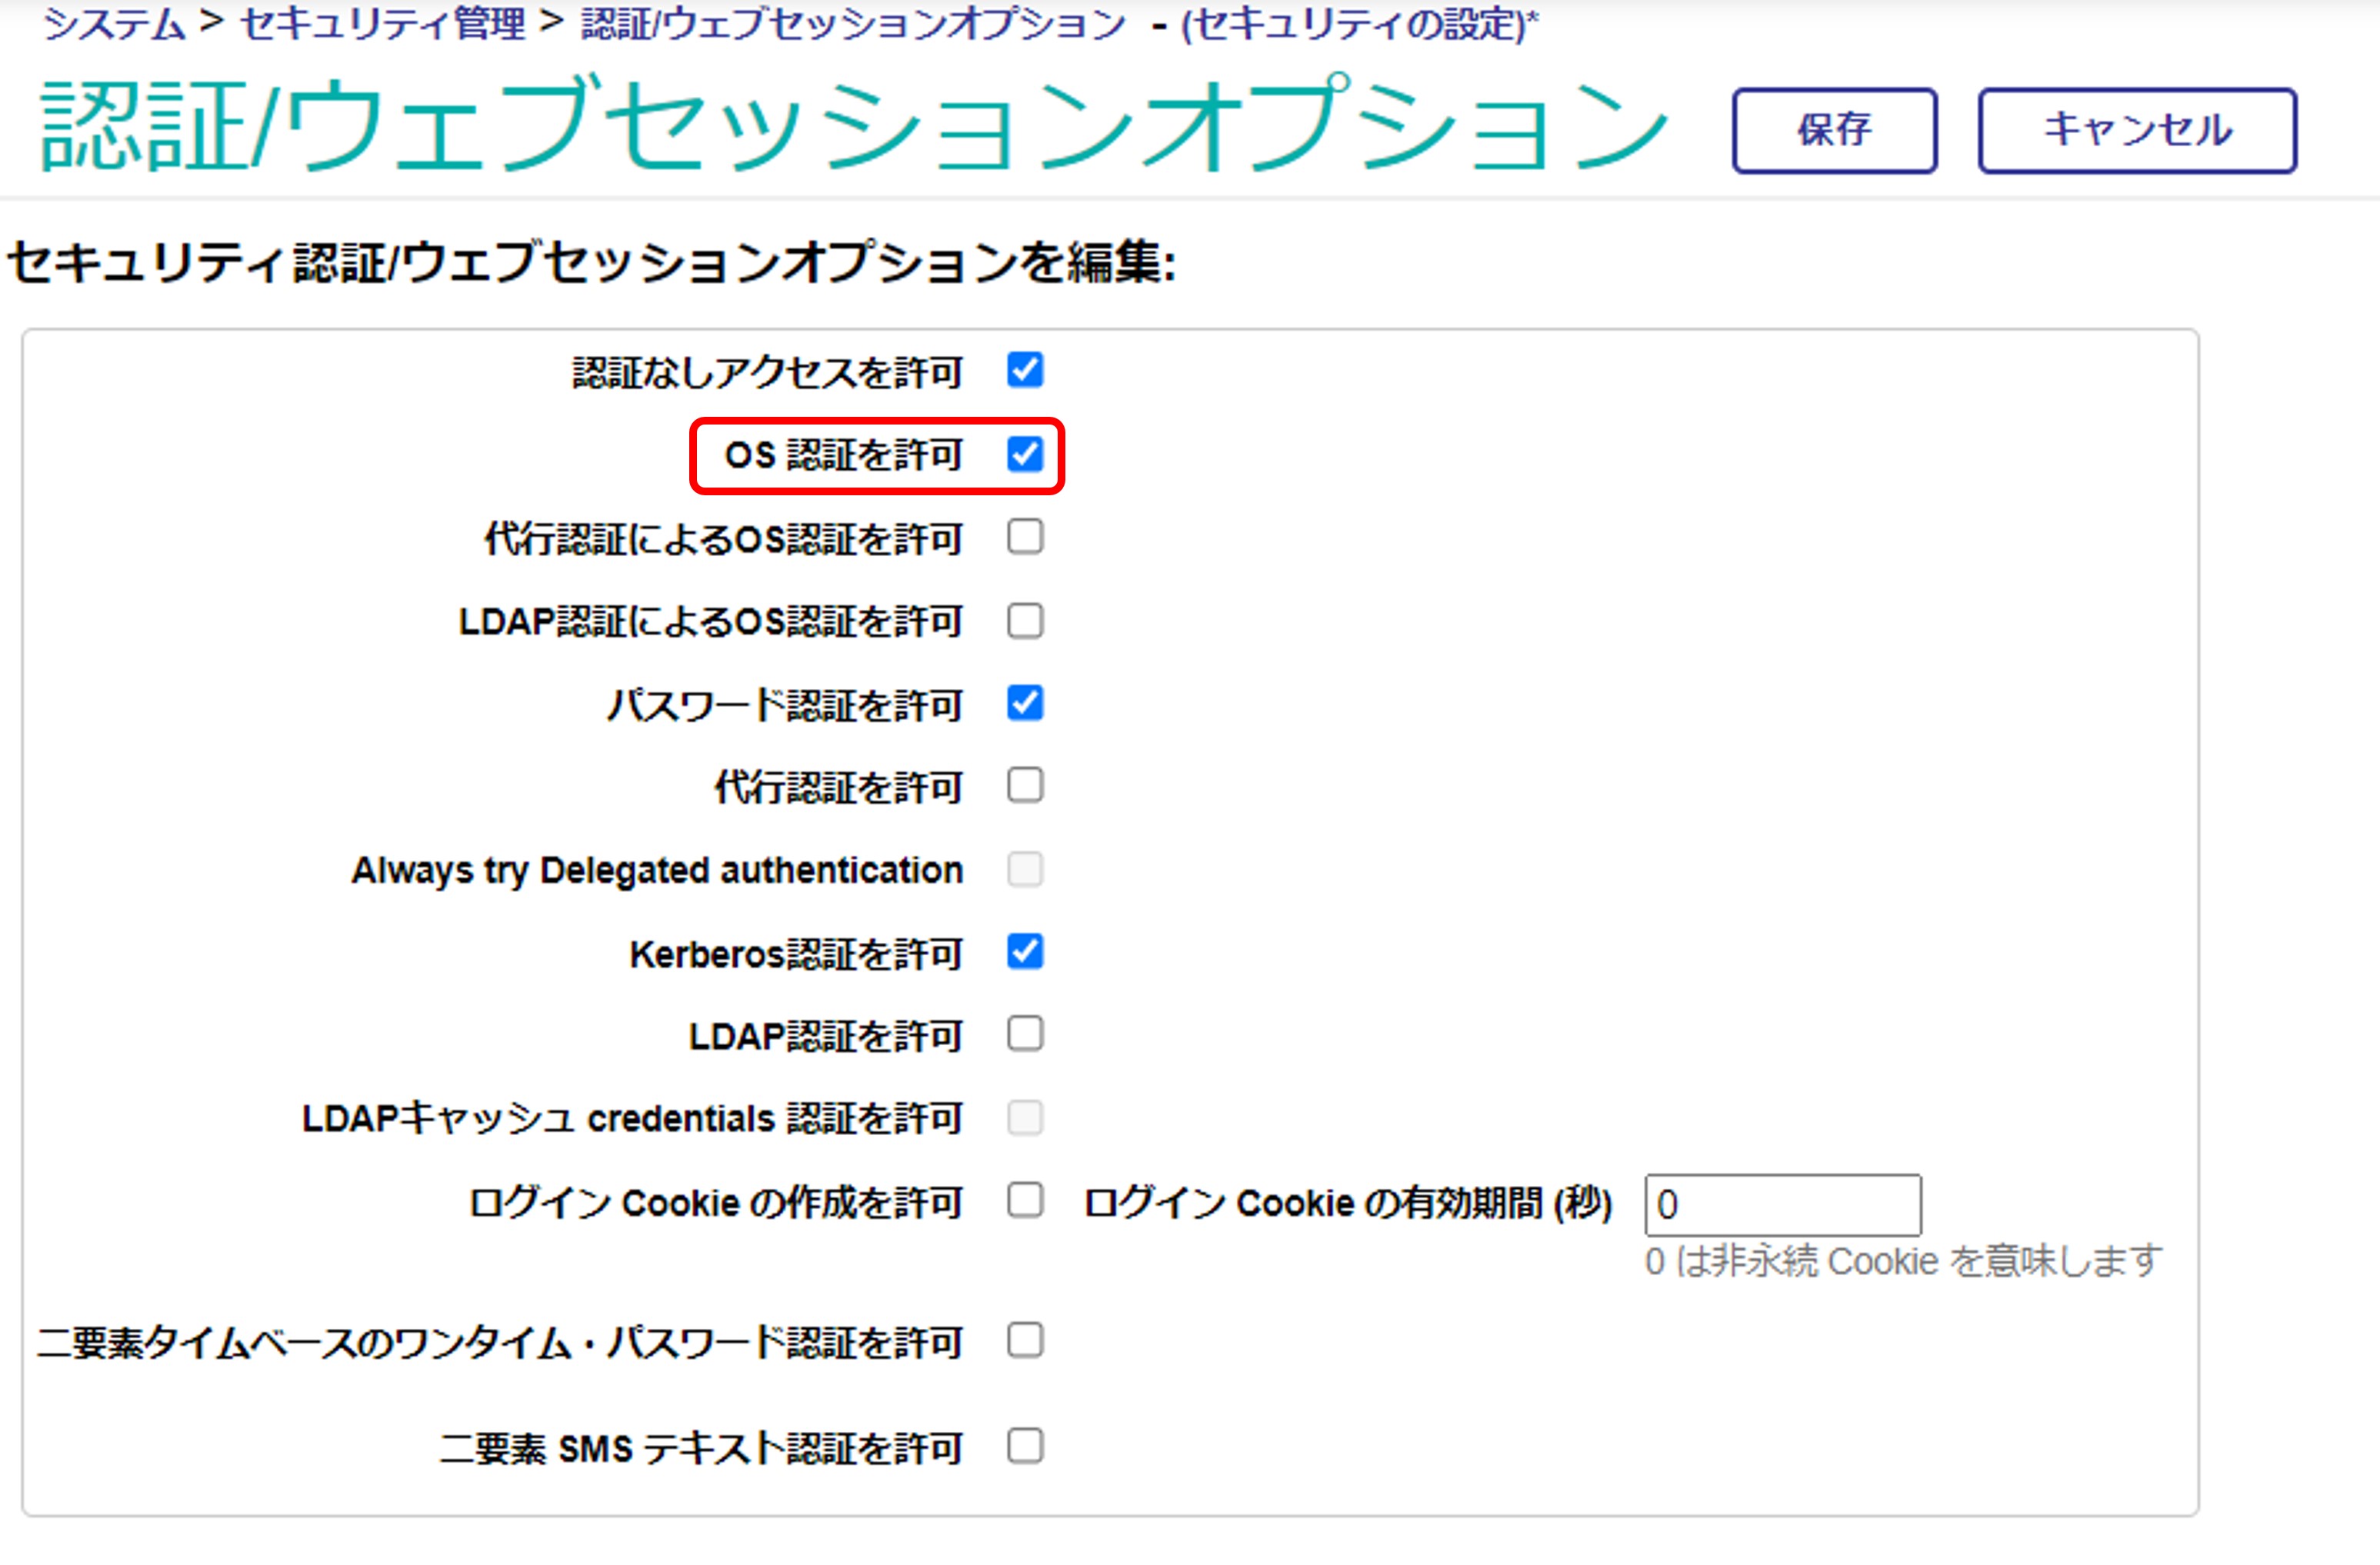 システム > セキュリティ管理 > 認証/ウェブセッションオプション - (セキュリティの設定)*
認証/ウェブセッションオプション 保存 キャンセル
セキュリティ認証/ウェブセッションオプションを編集:
認証なしアクセスを許可
OS 認証を許可
代行認証によるOS認証を許可
LDAP認証によるOS認証を許可
パスワード認証を許可
代行認証を許可
Always try Delegated authentication
Kerberos認証を許可
LDAP認証を許可
LDAPキャッシュ credentials 認証を許可
ログイン Cookie の作成を許可 ログイン Cookie の有効期間 (秒) 0
0 は非永続 Cookie を意味します
二要素タイムベースのワンタイム・パスワード認証を許可
二要素 SMS テキスト認証を許可